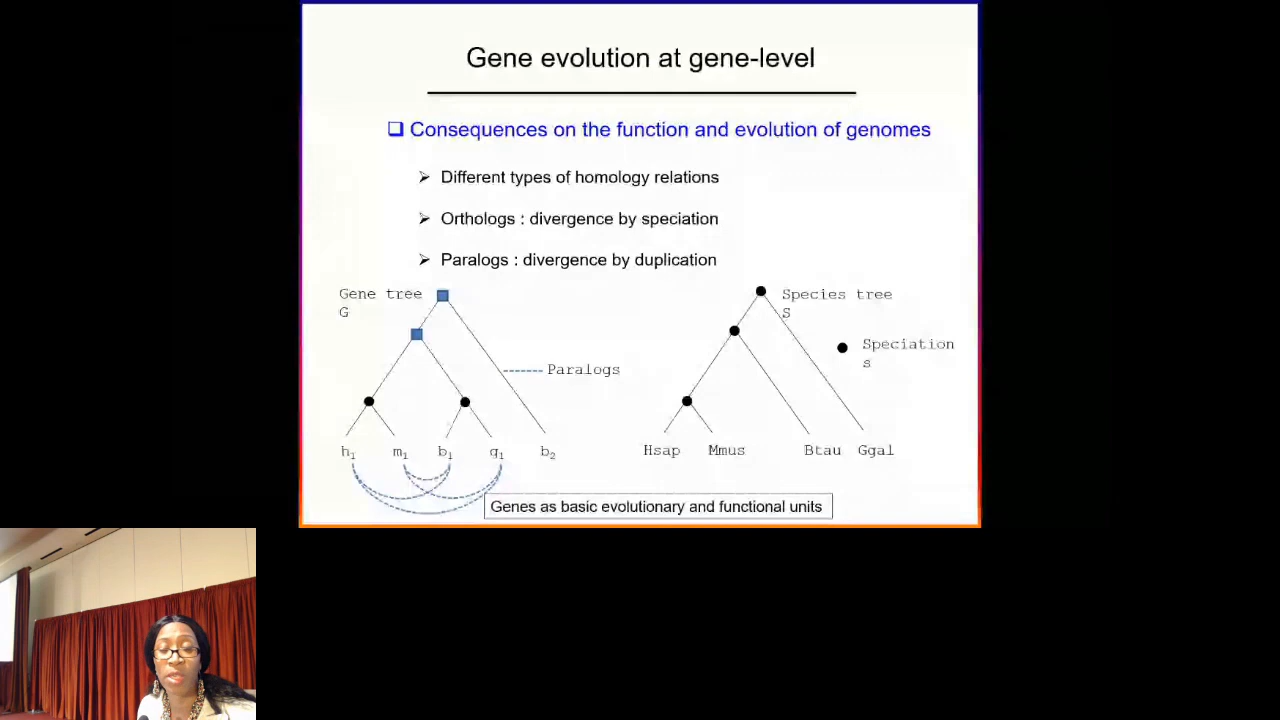 Gene evolution at gene-level
Consequences on the function and evolution of genomes
Different types of homology relations
Orthologs : divergence by speciation
Paralogs : divergence by duplication
Gene tree
G
Species tree
S
Speciation
s
Paralogs
h1 m1 b1 g1 b2
Hsap Mmus Btau Ggal
Genes as basic evolutionary and functional units